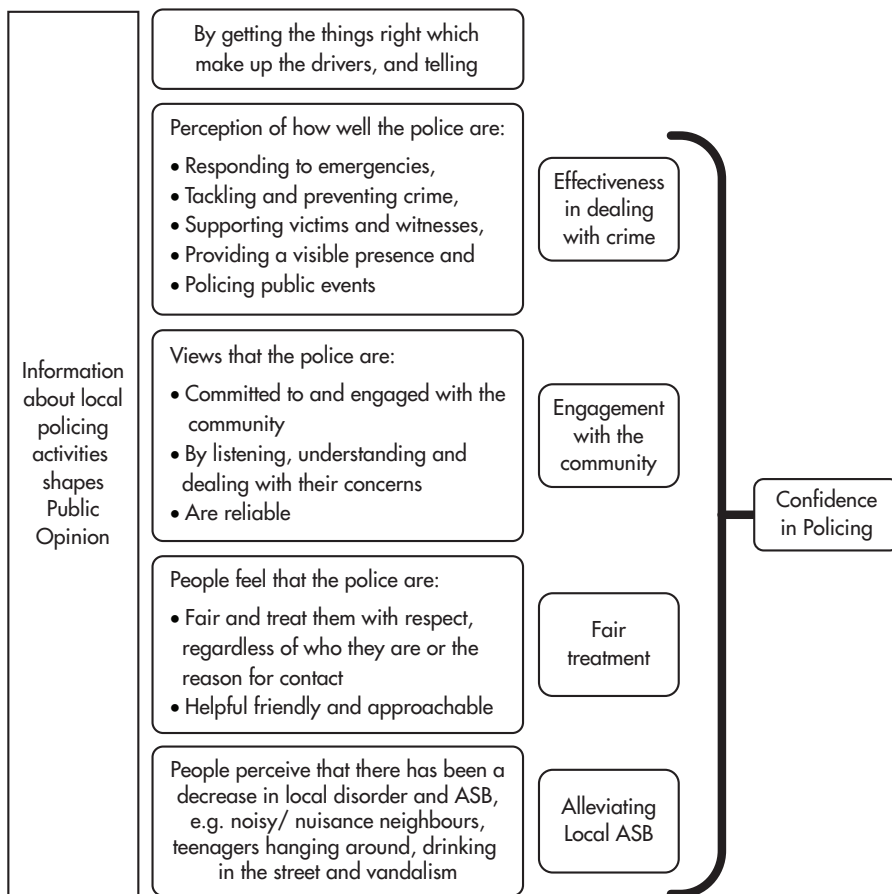 By getting the things right which
make up the drivers, and telling
Perception of how well the police are:
• Responding to emergencies,
• Tackling and preventing crime,
• Supporting victims and witnesses,
• Providing a visible presence and
• Policing public events
Effectiveness
in dealing
with crime
Information
about local
policing
activities
shapes
Public
Opinion
Views that the police are:
• Committed to and engaged with the
community
• By listening, understanding and
dealing with their concerns
• Are reliable
Engagement
with the
community
Confidence
in Policing
People feel that the police are:
• Fair and treat them with respect,
regardless of who they are or the
reason for contact
• Helpful friendly and approachable
Fair
treatment
People perceive that there has been a
decrease in local disorder and ASB,
e.g. noisy/ nuisance neighbours,
teenagers hanging around, drinking
in the street and vandalism
Alleviating
Local ASB